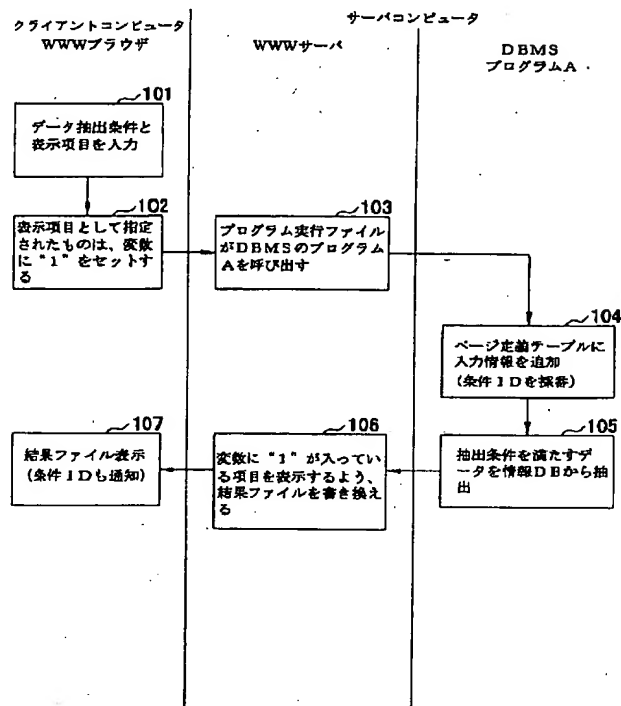 クライアントコンピュータ
WWWブラウザ
サーバコンピュータ
WWWサーバ
DBMS
プログラムA
101
データ抽出条件と
表示項目を入力
102
表示項目として指定
されたものは、変数
に“1”をセットす
る
103
プログラム実行ファイル
がDBMSのプログラム
Aを呼び出す
104
ページ定義テーブルに
入力情報を追加
(条件IDを採番)
105
抽出条件を満たすデ
ータを情報DBから抽
出
106
変数に“1”が入ってい
る項目を表示するよう、
結果ファイルを書き換え
る
107
結果ファイル表示
(条件IDも通知)